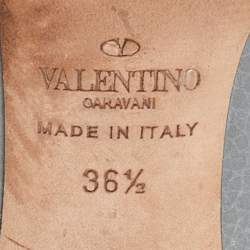 VALENTINO
GARAVANI
MADE IN ITALY
36½